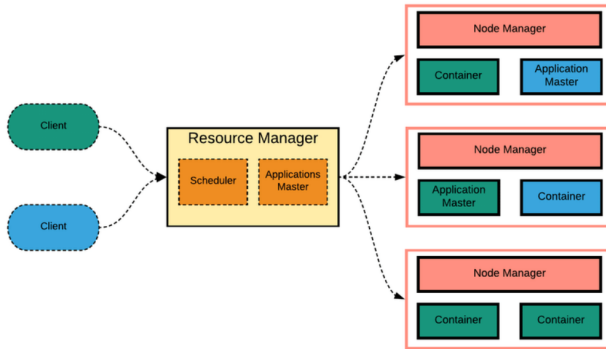 Client
Client
Resource Manager
Scheduler
Applications
Master
Node Manager
Container
Application
Master
Node Manager
Application
Master
Container
Node Manager
Container
Container